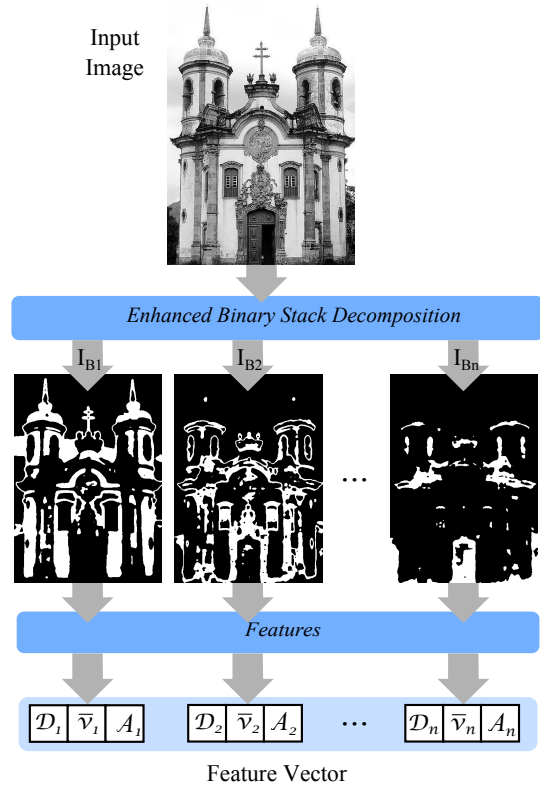 Input
Image
Enhanced Binary Stack Decomposition
I_B1 I_B2 I_Bn
...
Features
𝒟_1 v̅_1 𝒜_1 𝒟_2 v̅_2 𝒜_2 ... 𝒟_n v̅_n 𝒜_n
Feature Vector